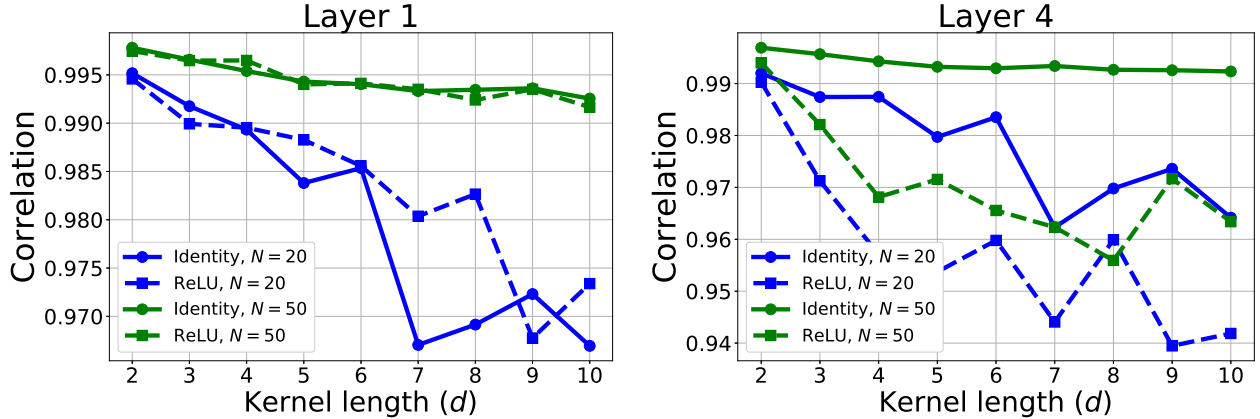 Layer 1
Correlation
0.995
0.990
0.985
0.980
0.975
0.970
Identity, N = 20
ReLU, N = 20
Identity, N = 50
ReLU, N = 50
2 3 4 5 6 7 8 9 10
Kernel length (d)
Layer 4
Correlation
0.99
0.98
0.97
0.96
0.95
0.94
Identity, N = 20
ReLU, N = 20
Identity, N = 50
ReLU, N = 50
2 3 4 5 6 7 8 9 10
Kernel length (d)